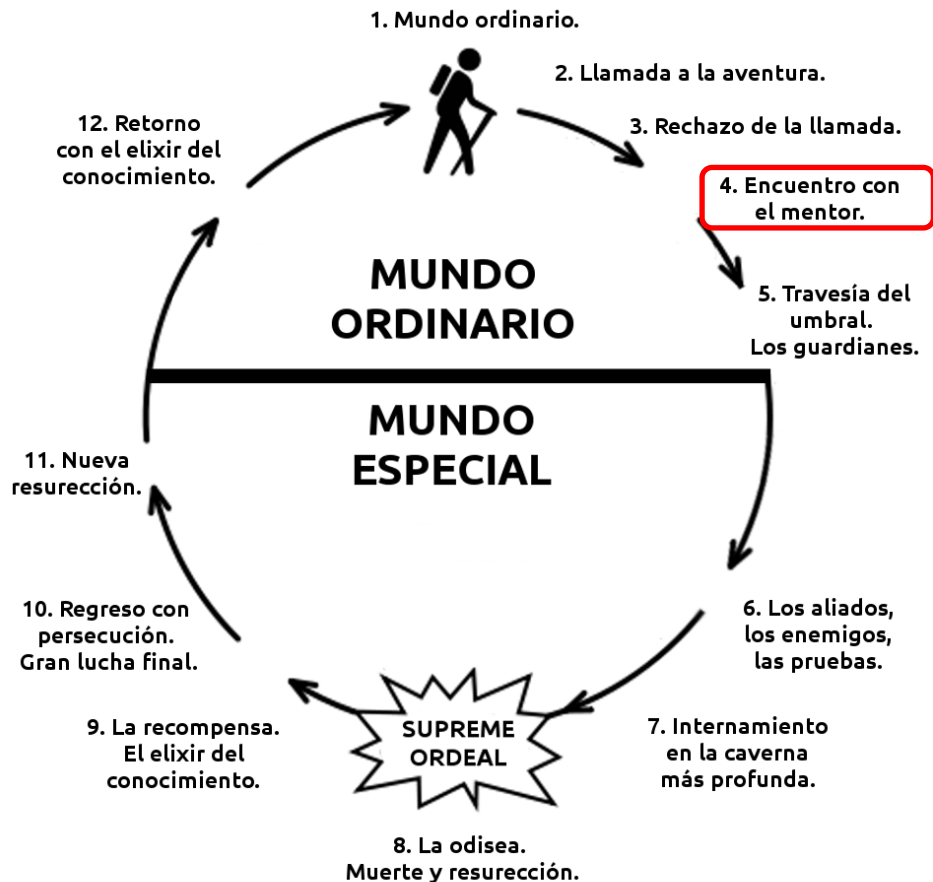 1. Mundo ordinario.
2. Llamada a la aventura.
3. Rechazo de la llamada.
4. Encuentro con
el mentor.
5. Travesía del
umbral.
Los guardianes.
6. Los aliados,
los enemigos,
las pruebas.
7. Internamiento
en la caverna
más profunda.
8. La odisea.
Muerte y resurección.
9. La recompensa.
El elixir del
conocimiento.
10. Regreso con
persecución.
Gran lucha final.
11. Nueva
resurección.
12. Retorno
con el elixir del
conocimiento.
MUNDO
ORDINARIO
MUNDO
ESPECIAL
SUPREME
ORDEAL